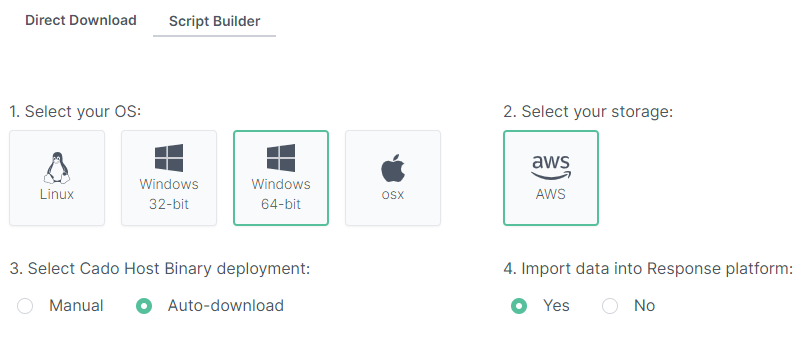 Direct Download
Script Builder
1. Select your OS:
2. Select your storage:
Linux
Windows
32-bit
Windows
64-bit
osx
aws
AWS
3. Select Cado Host Binary deployment:
4. Import data into Response platform:
Manual
Auto-download
Yes
No